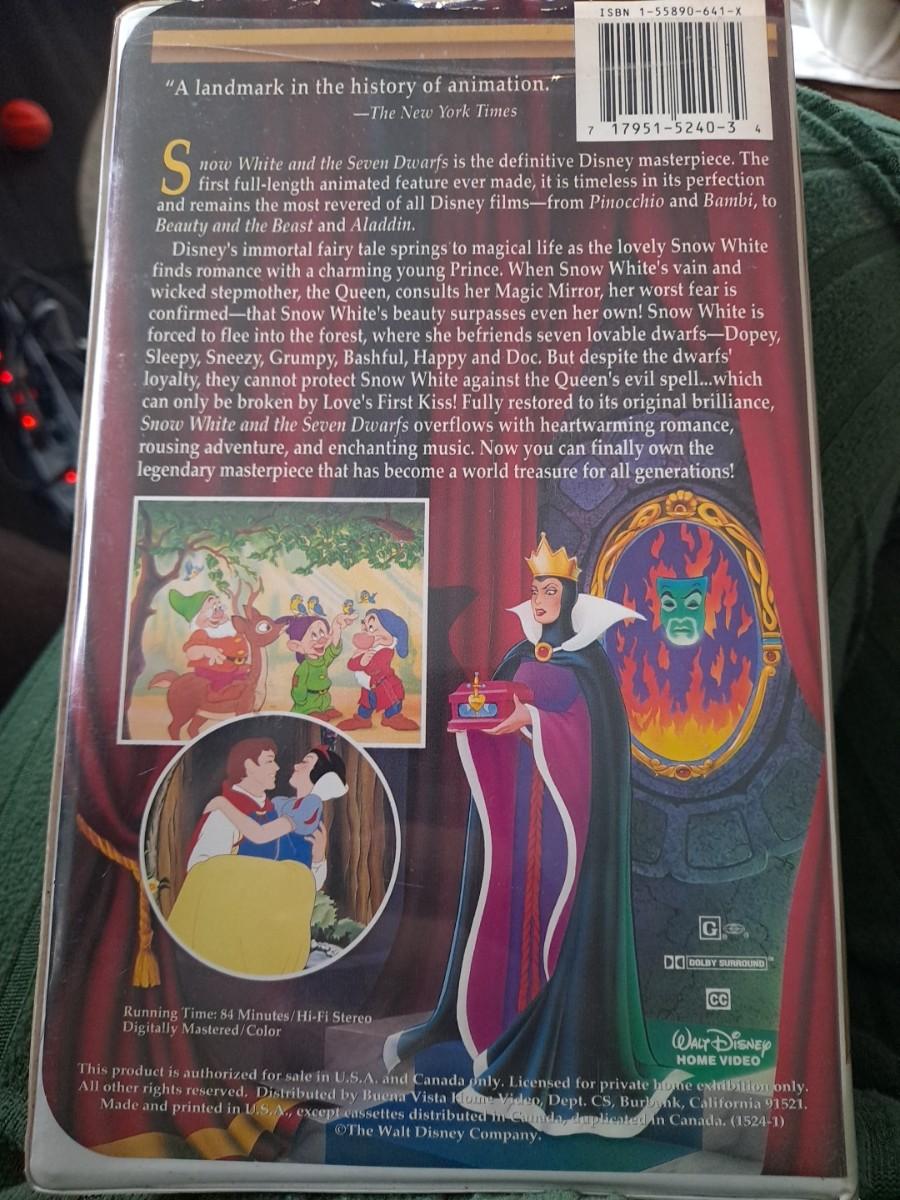 ISBN 1-55890-641-X
7 17951-5240-3 4
"A landmark in the history of animation."
—The New York Times
Snow White and the Seven Dwarfs is the definitive Disney masterpiece. The
first full-length animated feature ever made, it is timeless in its perfection
and remains the most revered of all Disney films—from Pinocchio and Bambi, to
Beauty and the Beast and Aladdin.
Disney's immortal fairy tale springs to magical life as the lovely Snow White
finds romance with a charming young Prince. When Snow White's vain and
wicked stepmother, the Queen, consults her Magic Mirror, her worst fear is
confirmed—that Snow White's beauty surpasses even her own! Snow White is
forced to flee into the forest, where she befriends seven lovable dwarfs—Dopey,
Sleepy, Sneezy, Grumpy, Bashful, Happy and Doc. But despite the dwarfs'
loyalty, they cannot protect Snow White against the Queen's evil spell...which
can only be broken by Love's First Kiss! Fully restored to its original brilliance,
Snow White and the Seven Dwarfs overflows with heartwarming romance,
rousing adventure, and enchanting music. Now you can finally own the
legendary masterpiece that has become a world treasure for all generations!
G
DOLBY SURROUND™
CC
WALT DISNEY
HOME VIDEO
Running Time: 84 Minutes/Hi-Fi Stereo
Digitally Mastered/Color
This product is authorized for sale in U.S.A. and Canada only. Licensed for private home exhibition only.
All other rights reserved. Distributed by Buena Vista Home Video, Dept. CS, Burbank, California 91521.
Made and printed in U.S.A., except cassettes distributed in Canada, duplicated in Canada. (1524-1)
©The Walt Disney Company.